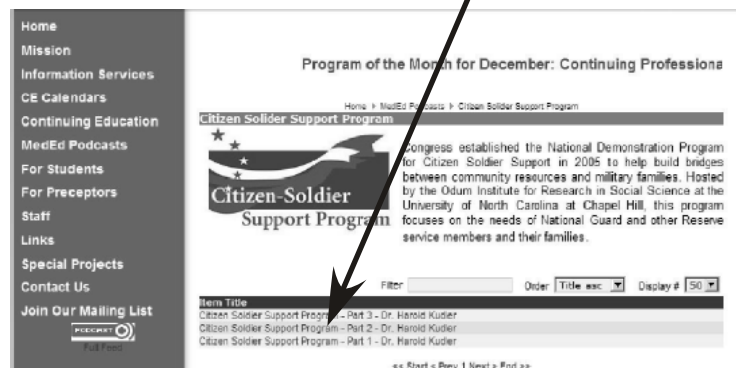 Home
Mission
Information Services
CE Calendars
Continuing Education
MedEd Podcasts
For Students
For Preceptors
Staff
Links
Special Projects
Contact Us
Join Our Mailing List
PODCAST
Full Feed
Program of the Month for December: Continuing Professiona
Home MedEd Podcasts Citizen Solider Support Program
Citizen Solider Support Program
Citizen-Soldier
Support Program
Congress established the National Demonstration Program
for Citizen Soldier Support in 2005 to help build bridges
between community resources and military families. Hosted
by the Odum Institute for Research in Social Science at the
University of North Carolina at Chapel Hill, this program
focuses on the needs of National Guard and other Reserve
service members and their families.
Filter Order Title asc Display # 50
Item Title
Citizen Soldier Support Program - Part 3 - Dr. Harold Kudler
Citizen Soldier Support Program - Part 2 - Dr. Harold Kudler
Citizen Soldier Support Program - Part 1 - Dr. Harold Kudler
<< Start < Prev 1 Next > End >>